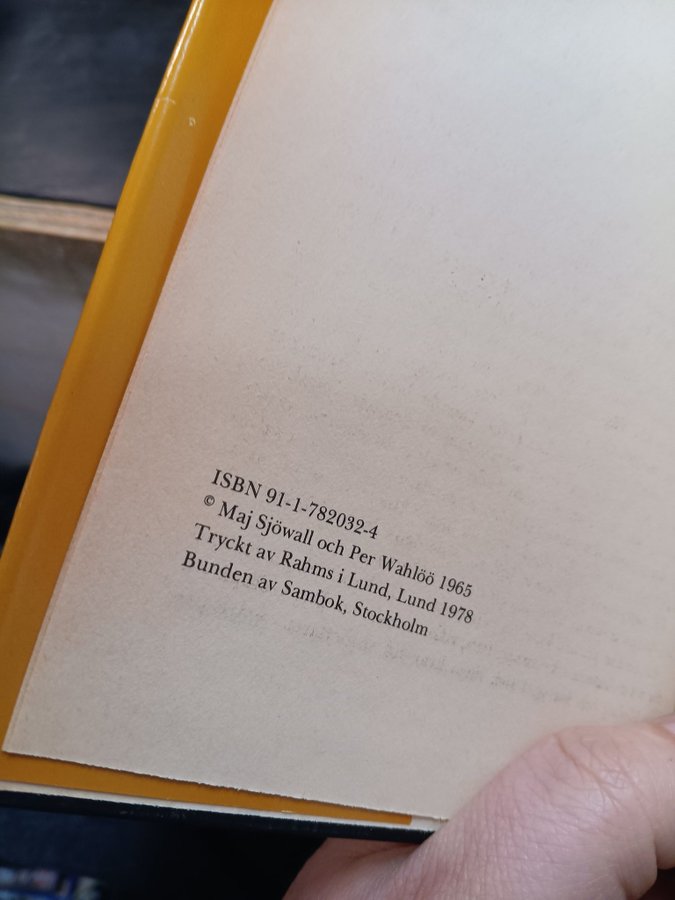 ISBN 91-1-782032-4
© Maj Sjöwall och Per Wahlöö 1965
Tryckt av Rahms i Lund, Lund 1978
Bunden av Sambok, Stockholm